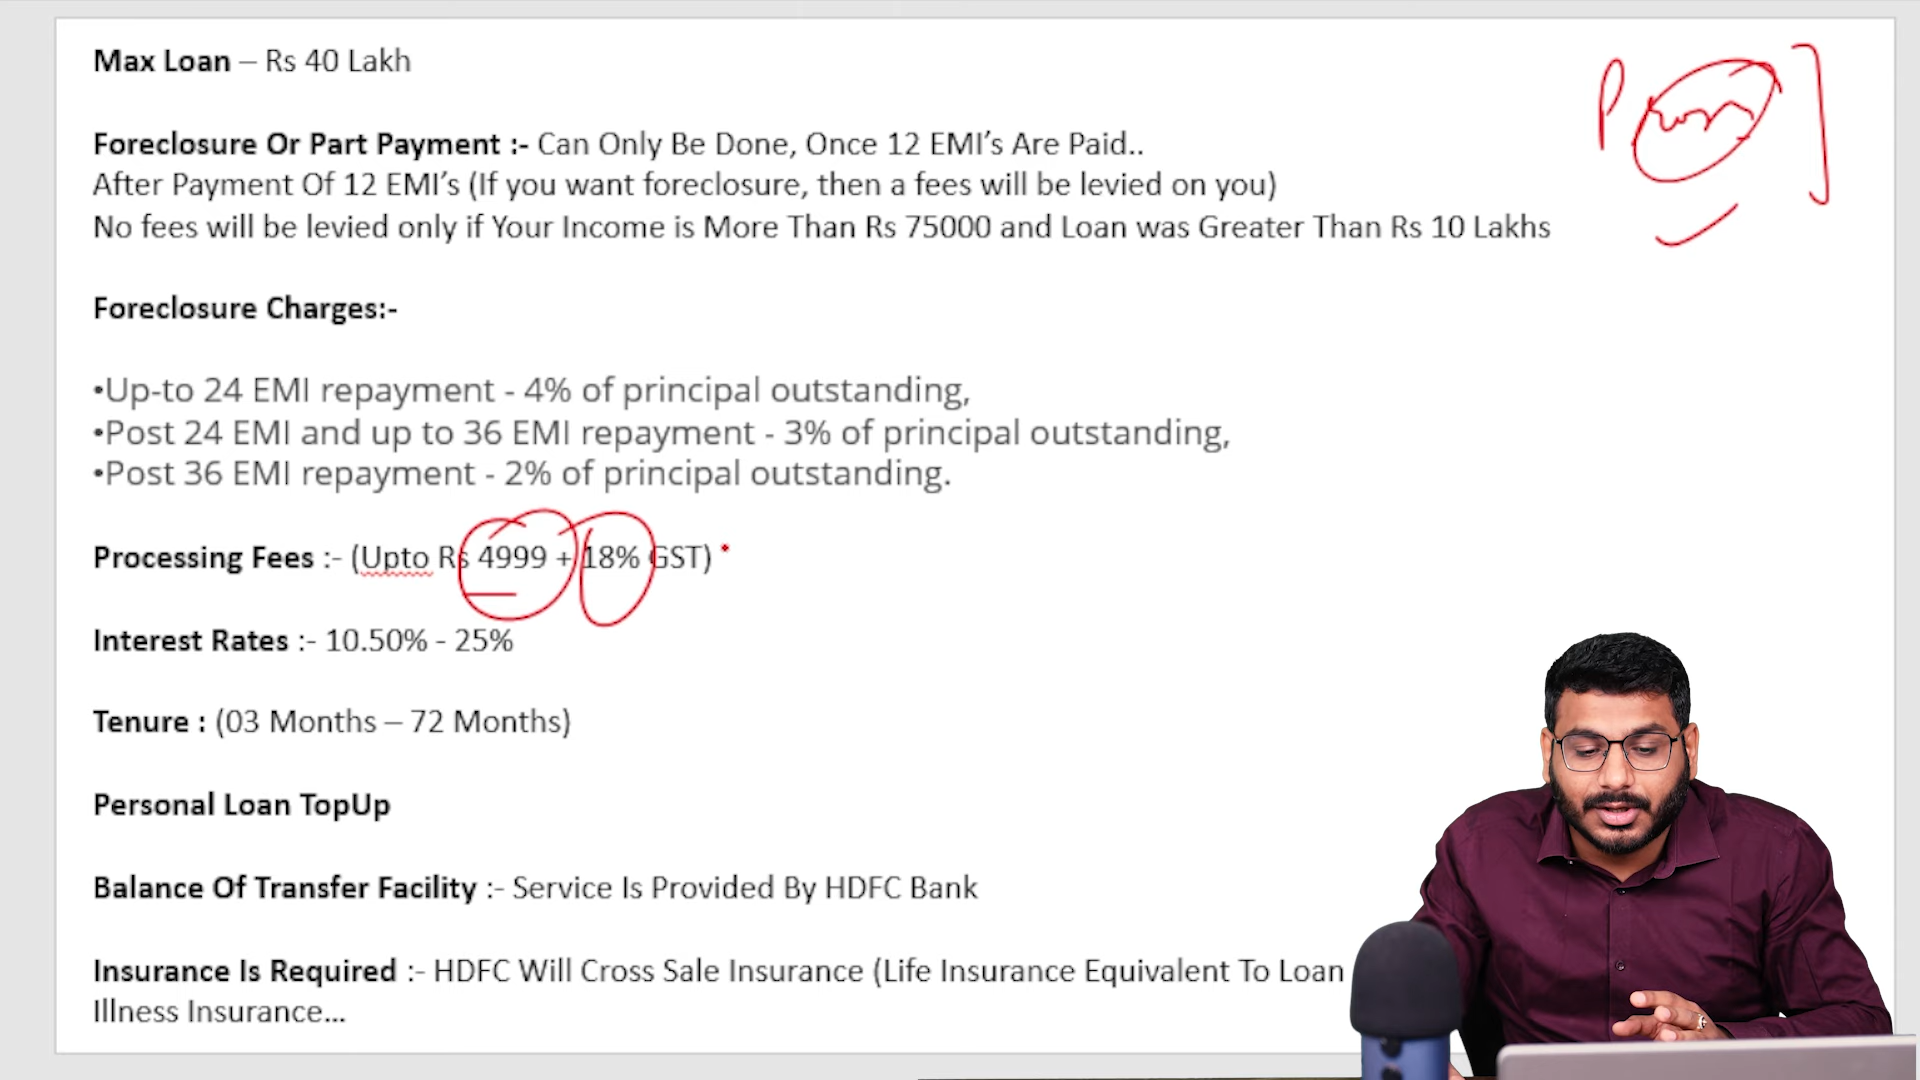 Max Loan – Rs 40 Lakh
Foreclosure Or Part Payment :- Can Only Be Done, Once 12 EMI’s Are Paid..
After Payment Of 12 EMI’s (If you want foreclosure, then a fees will be levied on you)
No fees will be levied only if Your Income is More Than Rs 75000 and Loan was Greater Than Rs 10 Lakhs
Foreclosure Charges:-
•Up-to 24 EMI repayment - 4% of principal outstanding,
•Post 24 EMI and up to 36 EMI repayment - 3% of principal outstanding,
•Post 36 EMI repayment - 2% of principal outstanding.
Processing Fees :- (Upto Rs 4999 + 18% GST)
Interest Rates :- 10.50% - 25%
Tenure : (03 Months – 72 Months)
Personal Loan TopUp
Balance Of Transfer Facility :- Service Is Provided By HDFC Bank
Insurance Is Required :- HDFC Will Cross Sale Insurance (Life Insurance Equivalent To Loan
Illness Insurance...